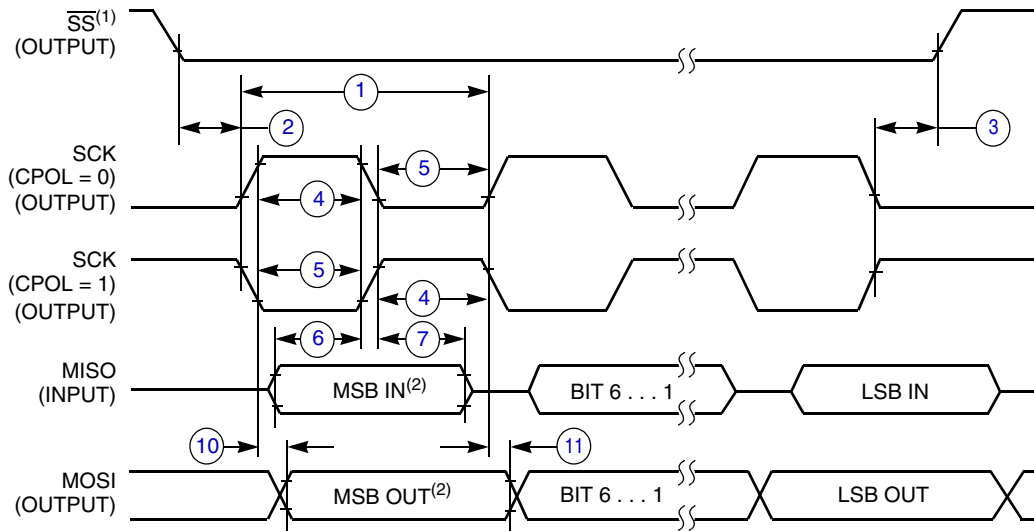 SS(1)
(OUTPUT)
1
2
3
SCK
(CPOL = 0)
(OUTPUT)
5
4
SCK
(CPOL = 1)
(OUTPUT)
5
4
6
7
MISO
(INPUT)
MSB IN(2)
BIT 6 . . . 1
LSB IN
10
11
MOSI
(OUTPUT)
MSB OUT(2)
BIT 6 . . . 1
LSB OUT